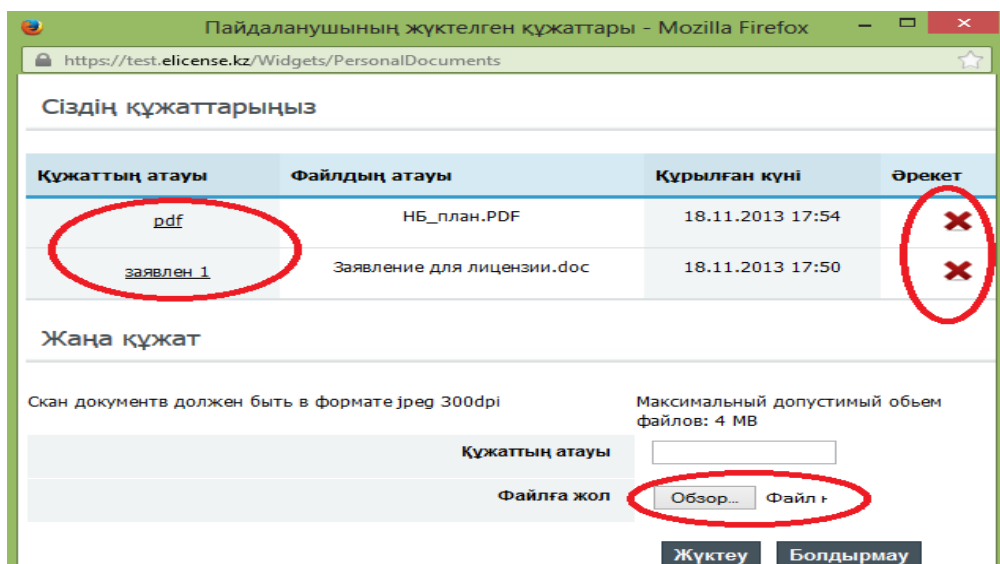 Пайдаланушының жүктелген құжаттары - Mozilla Firefox
https://test.elicense.kz/Widgets/PersonalDocuments
Сіздің құжаттарыңыз
Құжаттың атауы Файлдың атауы Құрылған күні Әрекет
pdf НБ_план.PDF 18.11.2013 17:54
заявлен 1 Заявление для лицензии.doc 18.11.2013 17:50
Жаңа құжат
Скан документв должен быть в формате jpeg 300dpi Максимальный допустимый обьем
файлов: 4 MB
Құжаттың атауы
Файлға жол Обзор... Файл
Жүктеу Болдырмау